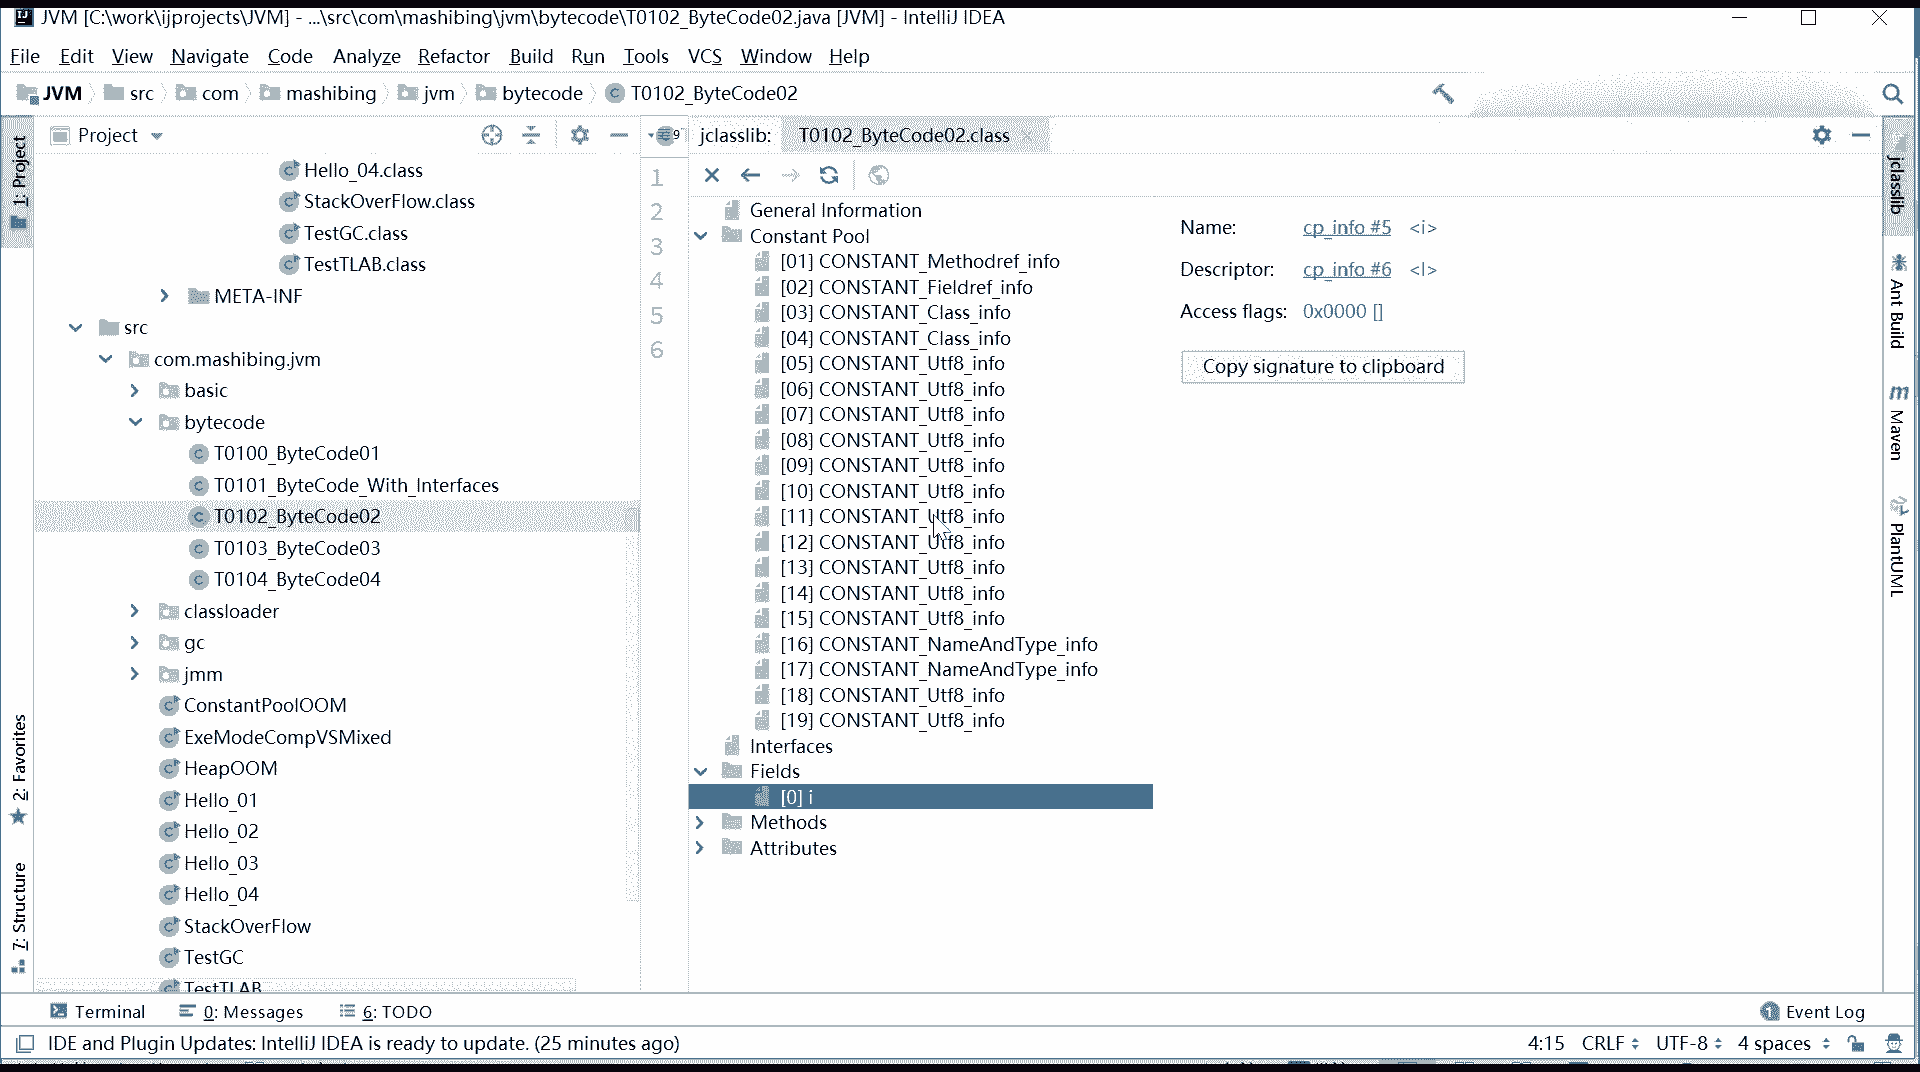 JVM [C:\work\ijprojects\JVM] - ...\src\com\mashibing\jvm\bytecode\T0102_ByteCode02.java [JVM] - IntelliJ IDEA
File Edit View Navigate Code Analyze Refactor Build Run Tools VCS Window Help
JVM src com mashibing jvm bytecode T0102_ByteCode02
1: Project
Project
Hello_04.class
StackOverFlow.class
TestGC.class
TestTLAB.class
META-INF
src
com.mashibing.jvm
basic
bytecode
T0100_ByteCode01
T0101_ByteCode_With_Interfaces
T0102_ByteCode02
T0103_ByteCode03
T0104_ByteCode04
classloader
gc
jmm
ConstantPoolOOM
ExeModeCompVSMixed
HeapOOM
Hello_01
Hello_02
Hello_03
Hello_04
StackOverFlow
TestGC
TestTLAB
2: Favorites
7: Structure
9
1
2
3
4
5
6
jclasslib: T0102_ByteCode02.class
General Information
Constant Pool
[01] CONSTANT_Methodref_info
[02] CONSTANT_Fieldref_info
[03] CONSTANT_Class_info
[04] CONSTANT_Class_info
[05] CONSTANT_Utf8_info
[06] CONSTANT_Utf8_info
[07] CONSTANT_Utf8_info
[08] CONSTANT_Utf8_info
[09] CONSTANT_Utf8_info
[10] CONSTANT_Utf8_info
[11] CONSTANT_Utf8_info
[12] CONSTANT_Utf8_info
[13] CONSTANT_Utf8_info
[14] CONSTANT_Utf8_info
[15] CONSTANT_Utf8_info
[16] CONSTANT_NameAndType_info
[17] CONSTANT_NameAndType_info
[18] CONSTANT_Utf8_info
[19] CONSTANT_Utf8_info
Interfaces
Fields
[0] i
Methods
Attributes
Name: cp_info #5 <i>
Descriptor: cp_info #6 <I>
Access flags: 0x0000 []
Copy signature to clipboard
jclasslib
Ant Build
Maven
PlantUML
Terminal 0: Messages 6: TODO
1 Event Log
IDE and Plugin Updates: IntelliJ IDEA is ready to update. (25 minutes ago)
4:15 CRLF UTF-8 4 spaces